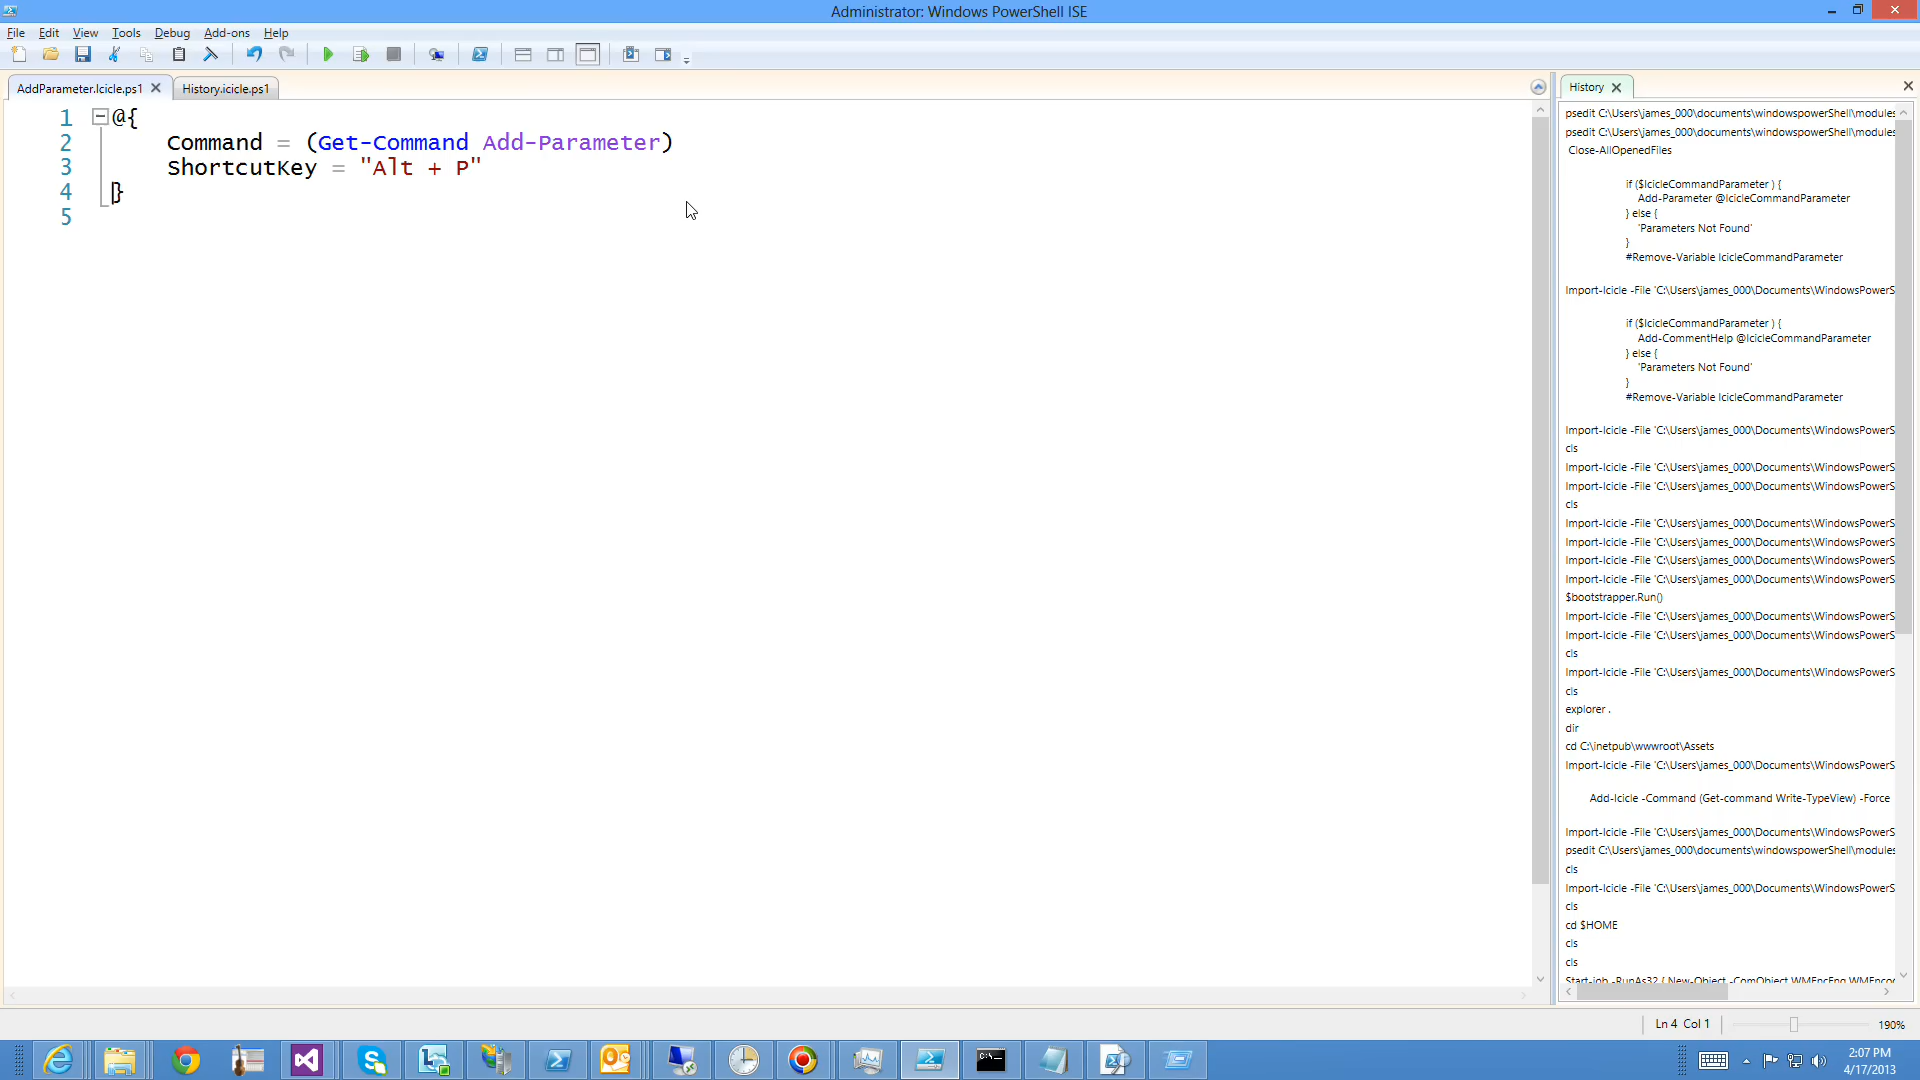 Administrator: Windows PowerShell ISE
File Edit View Tools Debug Add-ons Help
AddParameter.Icicle.ps1
History.icicle.ps1
1 @{
2 Command = (Get-Command Add-Parameter)
3 ShortcutKey = "Alt + P"
4 }
5
History
psedit C:\Users\james_000\documents\windowspowerShell\modules
psedit C:\Users\james_000\documents\windowspowerShell\modules
Close-AllOpenedFiles
if ($IcicleCommandParameter ) {
Add-Parameter @IcicleCommandParameter
} else {
'Parameters Not Found'
}
#Remove-Variable IcicleCommandParameter
Import-Icicle -File 'C:\Users\james_000\Documents\WindowsPowerS
if ($IcicleCommandParameter ) {
Add-CommentHelp @IcicleCommandParameter
} else {
'Parameters Not Found'
}
#Remove-Variable IcicleCommandParameter
Import-Icicle -File 'C:\Users\james_000\Documents\WindowsPowerS
cls
Import-Icicle -File 'C:\Users\james_000\Documents\WindowsPowerS
Import-Icicle -File 'C:\Users\james_000\Documents\WindowsPowerS
cls
Import-Icicle -File 'C:\Users\james_000\Documents\WindowsPowerS
Import-Icicle -File 'C:\Users\james_000\Documents\WindowsPowerS
Import-Icicle -File 'C:\Users\james_000\Documents\WindowsPowerS
Import-Icicle -File 'C:\Users\james_000\Documents\WindowsPowerS
$bootstrapper.Run()
Import-Icicle -File 'C:\Users\james_000\Documents\WindowsPowerS
Import-Icicle -File 'C:\Users\james_000\Documents\WindowsPowerS
cls
Import-Icicle -File 'C:\Users\james_000\Documents\WindowsPowerS
cls
explorer .
dir
cd C:\inetpub\wwwroot\Assets
Import-Icicle -File 'C:\Users\james_000\Documents\WindowsPowerS
Add-Icicle -Command (Get-command Write-TypeView) -Force
Import-Icicle -File 'C:\Users\james_000\Documents\WindowsPowerS
psedit C:\Users\james_000\documents\windowspowerShell\modules
cls
Import-Icicle -File 'C:\Users\james_000\Documents\WindowsPowerS
cls
cd $HOME
cls
cls
Start-job -RunAs32 { New-Object -ComObject WMEncEng.WMEncod
Ln 4 Col 1
190%
2:07 PM
4/17/2013